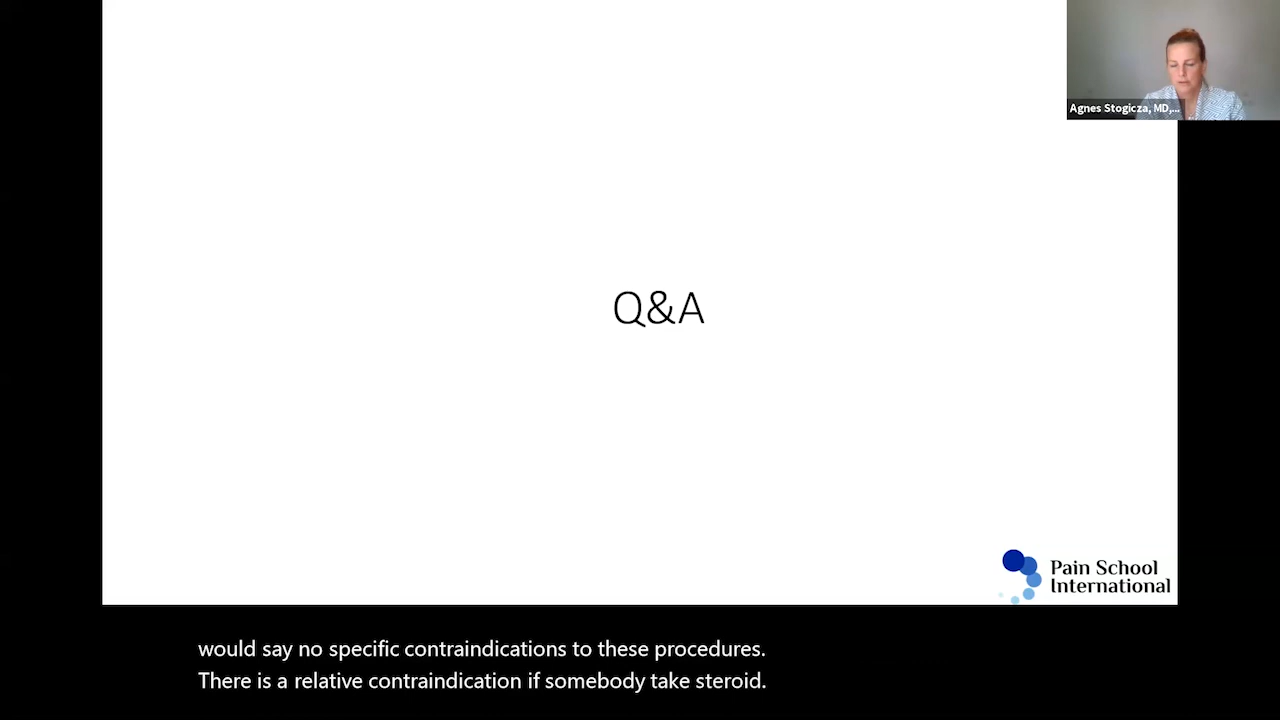 Agnes Stogicza, MD,...
Q&A
Pain School
International
would say no specific contraindications to these procedures.
There is a relative contraindication if somebody take steroid.